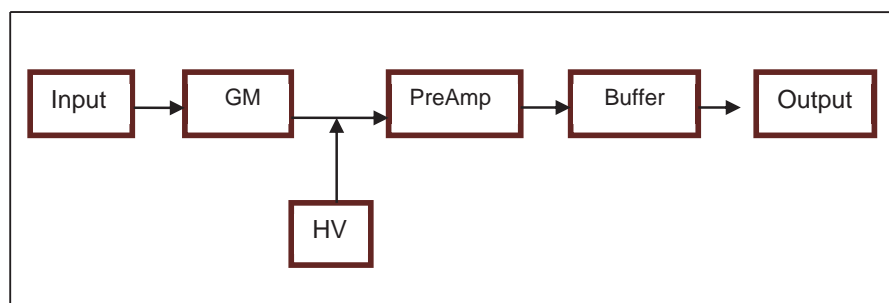 Input
GM
PreAmp
Buffer
Output
HV